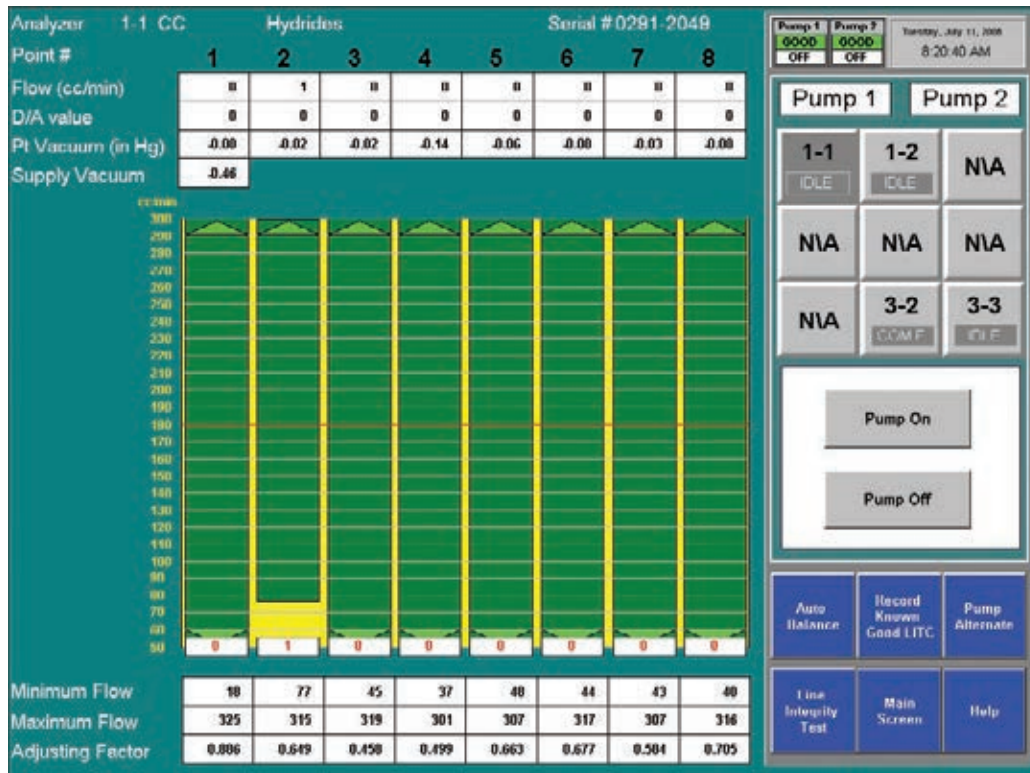 Analyzer 1-1 CC Hydrides Serial # 0291-2049
Point # 1 2 3 4 5 6 7 8
Flow (cc/min) 0 1 0 0 0 0 0 0
D/A value 0 0 0 0 0 0 0 0
Pt Vacuum (in Hg) -0.00 -0.02 -0.02 -0.14 -0.06 -0.00 -0.03 -0.00
Supply Vacuum -0.46
cc/min
300
290
280
270
260
250
240
230
220
210
200
190
180
170
160
150
140
130
120
110
100
90
80
70
60
50
0 1 0 0 0 0 0 0
Minimum Flow 18 77 45 37 48 44 43 40
Maximum Flow 325 315 319 301 307 317 307 316
Adjusting Factor 0.886 0.649 0.458 0.499 0.663 0.677 0.504 0.705
Pump 1 Pump 2
GOOD GOOD
OFF OFF
Tuesday, July 11, 2006
8:20:40 AM
Pump 1 Pump 2
1-1 1-2 N\A
IDLE IDLE
N\A N\A N\A
N\A 3-2 3-3
IDLE
Pump On
Pump Off
Auto Balance
Record Known Good LITC
Pump Alternate
Line Integrity Test
Main Screen
Help